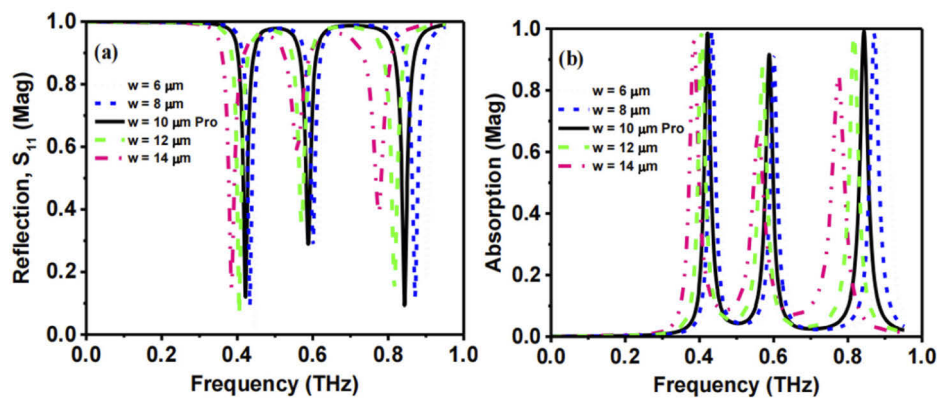 (a)
Reflection, S11 (Mag)
1.0
0.8
0.6
0.4
0.2
0.0
w = 6 μm
w = 8 μm
w = 10 μm Pro
w = 12 μm
w = 14 μm
0.0 0.2 0.4 0.6 0.8 1.0
Frequency (THz)
(b)
Absorption (Mag)
1.0
0.8
0.6
0.4
0.2
0.0
w = 6 μm
w = 8 μm
w = 10 μm Pro
w = 12 μm
w = 14 μm
0.0 0.2 0.4 0.6 0.8 1.0
Frequency (THz)